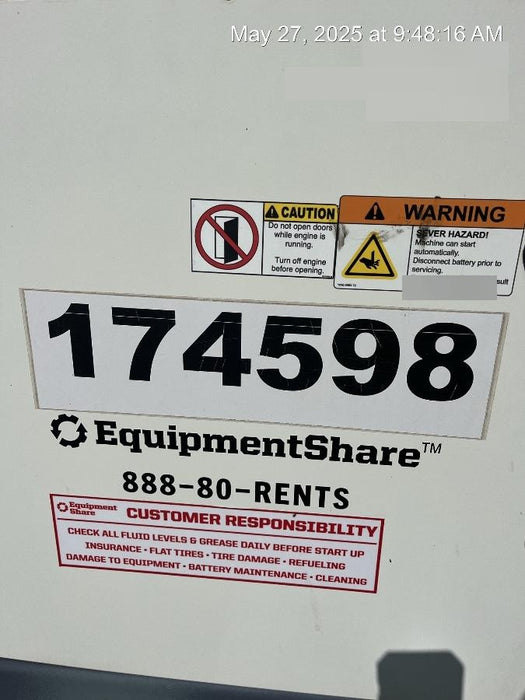 May 27, 2025 at 9:48:16 AM
CAUTION
Do not open doors
while engine is
running.
Turn off engine
before opening.
WARNING
SEVER HAZARD!
Machine can start
automatically.
Disconnect battery prior to
servicing.
174598
EquipmentShare™
888-80-RENTS
Equipment
Share
CUSTOMER RESPONSIBILITY
CHECK ALL FLUID LEVELS & GREASE DAILY BEFORE START UP
INSURANCE • FLAT TIRES • TIRE DAMAGE • REFUELING
DAMAGE TO EQUIPMENT • BATTERY MAINTENANCE • CLEANING